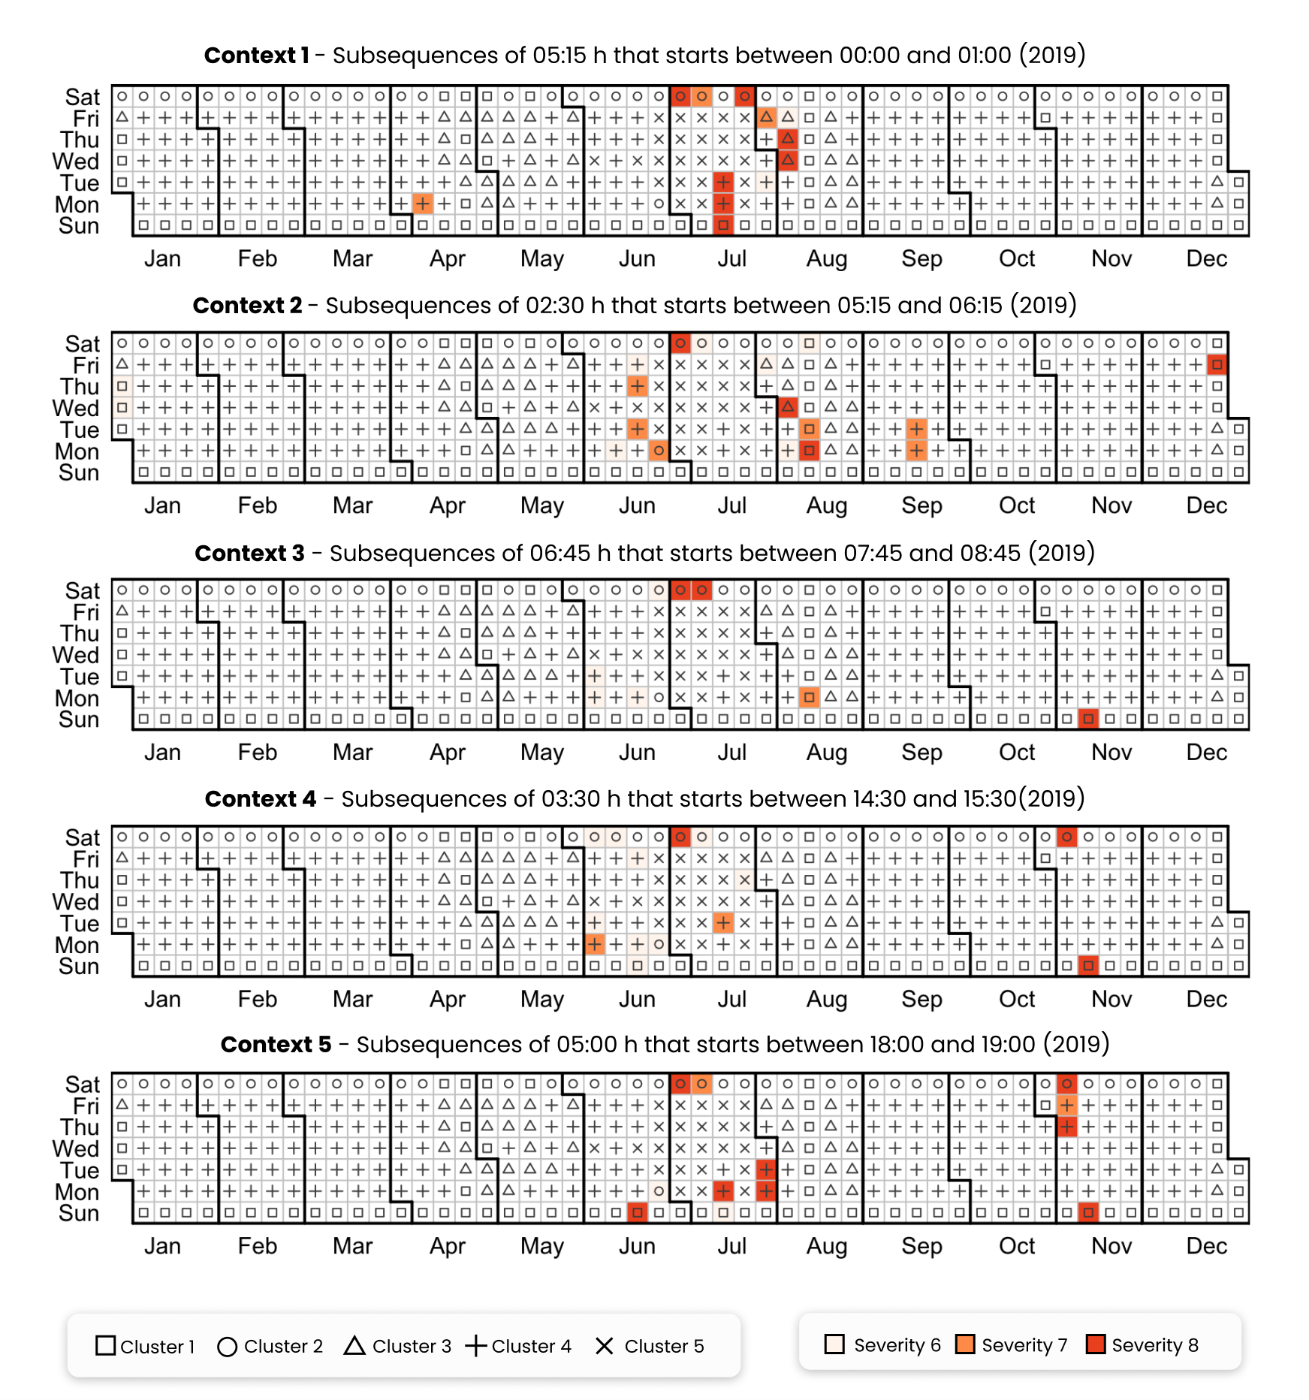 Context 1 - Subsequences of 05:15 h that starts between 00:00 and 01:00 (2019)
Sat
Fri
Thu
Wed
Tue
Mon
Sun
Jan Feb Mar Apr May Jun Jul Aug Sep Oct Nov Dec
Context 2 - Subsequences of 02:30 h that starts between 05:15 and 06:15 (2019)
Sat
Fri
Thu
Wed
Tue
Mon
Sun
Jan Feb Mar Apr May Jun Jul Aug Sep Oct Nov Dec
Context 3 - Subsequences of 06:45 h that starts between 07:45 and 08:45 (2019)
Sat
Fri
Thu
Wed
Tue
Mon
Sun
Jan Feb Mar Apr May Jun Jul Aug Sep Oct Nov Dec
Context 4 - Subsequences of 03:30 h that starts between 14:30 and 15:30(2019)
Sat
Fri
Thu
Wed
Tue
Mon
Sun
Jan Feb Mar Apr May Jun Jul Aug Sep Oct Nov Dec
Context 5 - Subsequences of 05:00 h that starts between 18:00 and 19:00 (2019)
Sat
Fri
Thu
Wed
Tue
Mon
Sun
Jan Feb Mar Apr May Jun Jul Aug Sep Oct Nov Dec
Cluster 1 Cluster 2 Cluster 3 Cluster 4 Cluster 5 Severity 6 Severity 7 Severity 8